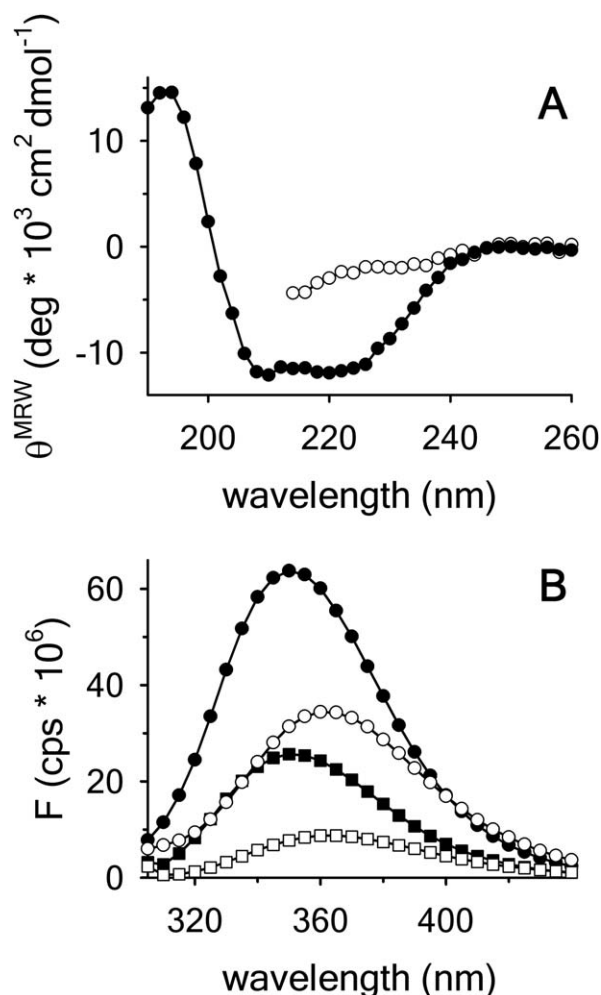 A
10
0
-10
θMRW (deg * 10³ cm² dmol⁻¹)
200 220 240 260
wavelength (nm)
B
60
40
20
0
F (cps * 10⁶)
320 360 400
wavelength (nm)